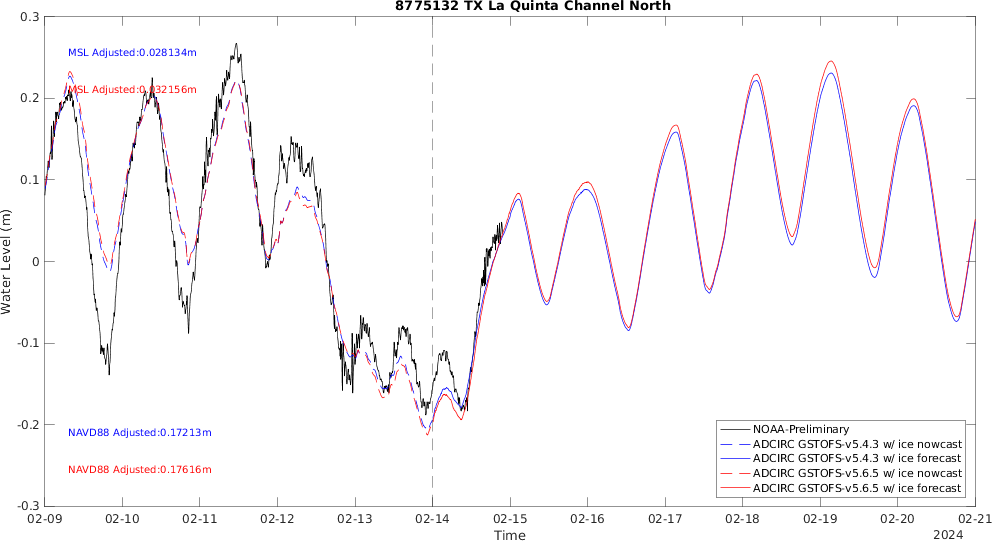 8775132 TX La Quinta Channel North
0.3
0.2
0.1
0
-0.1
-0.2
-0.3
Water Level (m)
MSL Adjusted:0.028134m
MSL Adjusted:0.032156m
NAVD88 Adjusted:0.17213m
NAVD88 Adjusted:0.17616m
NOAA-Preliminary
ADCIRC GSTOFS-v5.4.3 w/ ice nowcast
ADCIRC GSTOFS-v5.4.3 w/ ice forecast
ADCIRC GSTOFS-v5.6.5 w/ ice nowcast
ADCIRC GSTOFS-v5.6.5 w/ ice forecast
02-09 02-10 02-11 02-12 02-13 02-14 02-15 02-16 02-17 02-18 02-19 02-20 02-21
Time
2024